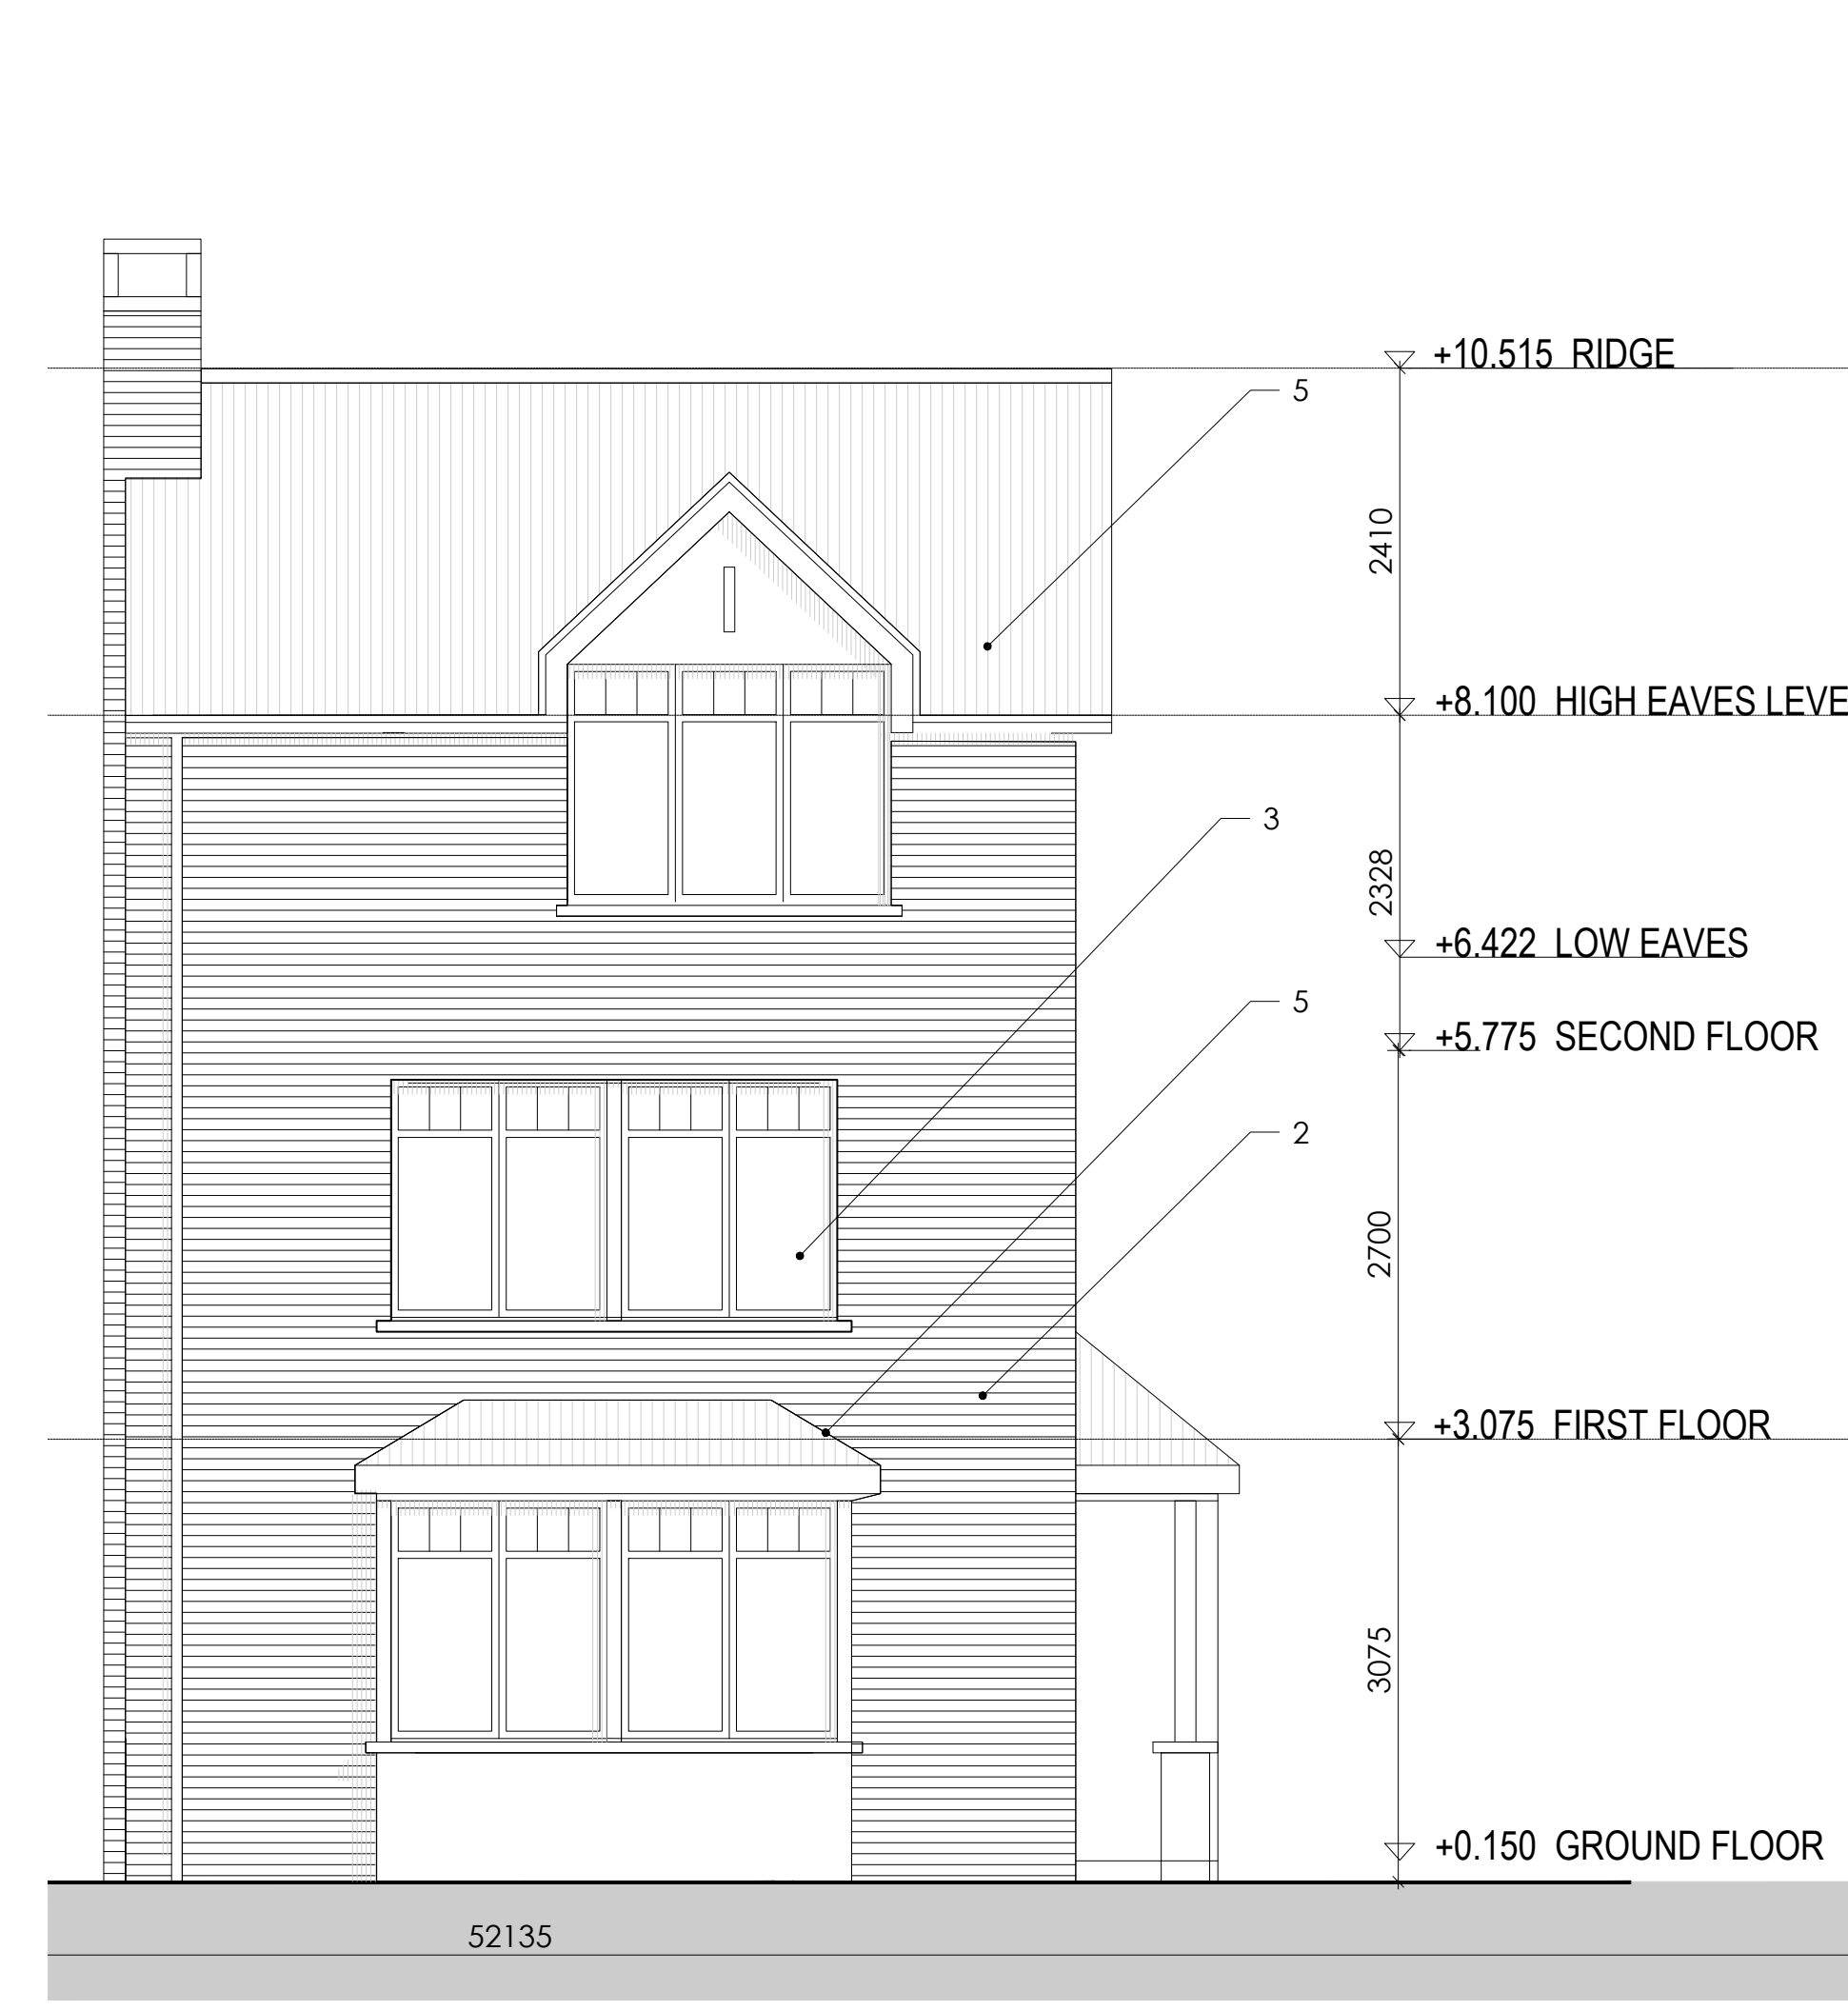 +10.515 RIDGE
5
2410
+8.100 HIGH EAVES LEVE
3
2328
+6.422 LOW EAVES
5
+5.775 SECOND FLOOR
2
2700
+3.075 FIRST FLOOR
3075
+0.150 GROUND FLOOR
52135